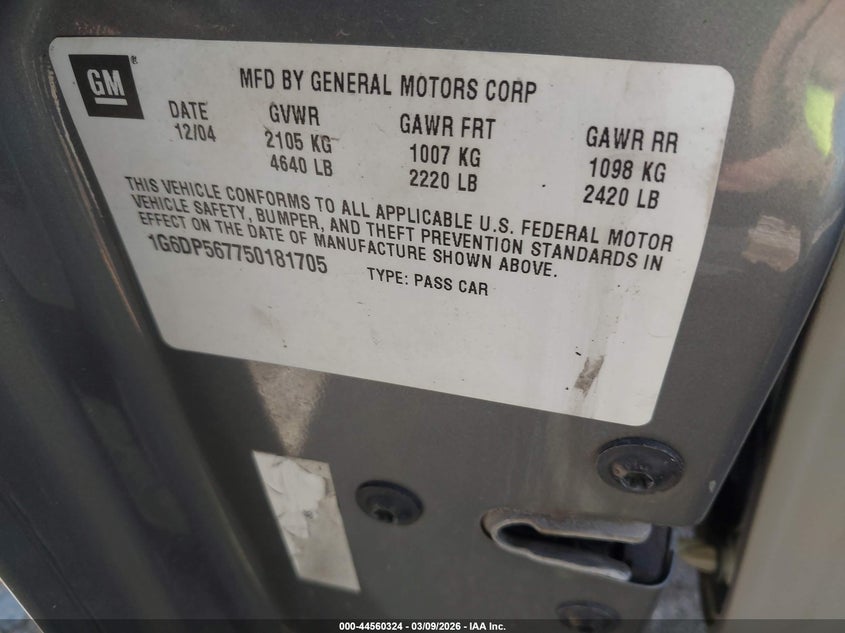 GM®
MFD BY GENERAL MOTORS CORP
DATE GVWR GAWR FRT GAWR RR
12/04 2105 KG 1007 KG 1098 KG
4640 LB 2220 LB 2420 LB
THIS VEHICLE CONFORMS TO ALL APPLICABLE U.S. FEDERAL MOTOR
VEHICLE SAFETY, BUMPER, AND THEFT PREVENTION STANDARDS IN
EFFECT ON THE DATE OF MANUFACTURE SHOWN ABOVE.
1G6DP567750181705 TYPE: PASS CAR
000-44560324 | 03/09/2026 - IAA Inc.